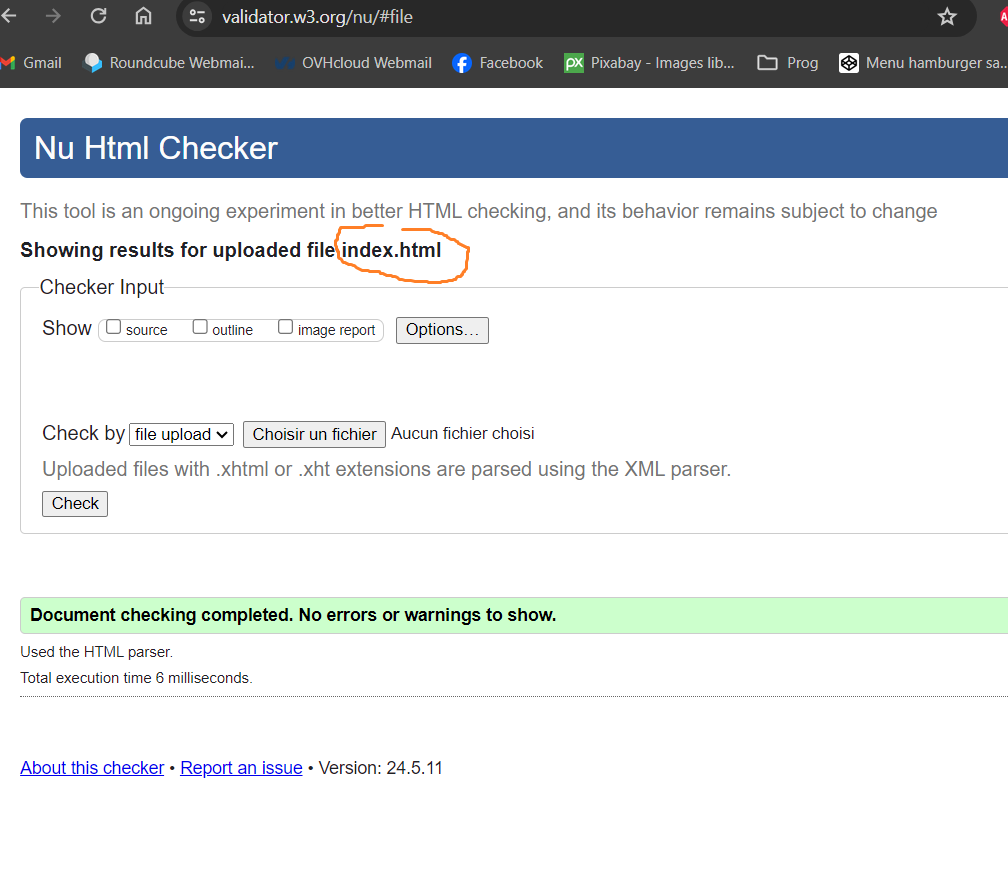 validator.w3.org/nu/#file
Gmail Roundcube Webmai... OVHcloud Webmail Facebook px Pixabay - Images lib... Prog Menu hamburger sa...
Nu Html Checker
This tool is an ongoing experiment in better HTML checking, and its behavior remains subject to change
Showing results for uploaded file index.html
Checker Input
Show source outline image report Options...
Check by file upload Choisir un fichier Aucun fichier choisi
Uploaded files with .xhtml or .xht extensions are parsed using the XML parser.
Check
Document checking completed. No errors or warnings to show.
Used the HTML parser.
Total execution time 6 milliseconds.
About this checker • Report an issue • Version: 24.5.11